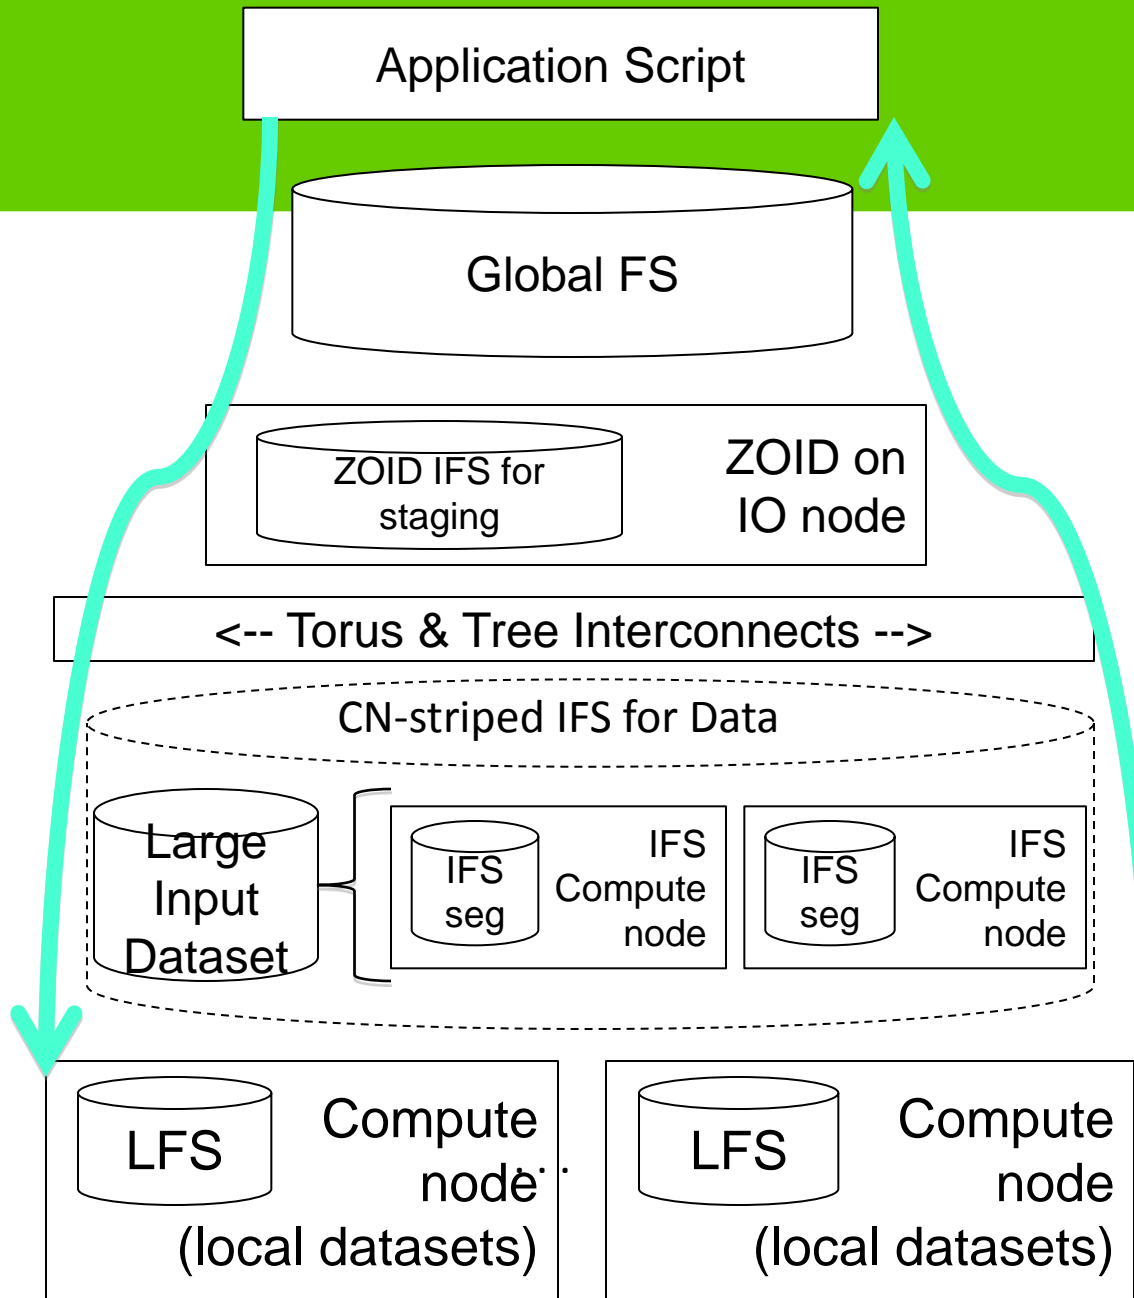 Application Script
Global FS
ZOID IFS for
staging
ZOID on
IO node
<-- Torus & Tree Interconnects -->
CN-striped IFS for Data
Large
Input
Dataset
IFS
seg
IFS
Compute
node
IFS
seg
IFS
Compute
node
LFS
Compute
node
(local datasets)
. . .
LFS
Compute
node
(local datasets)